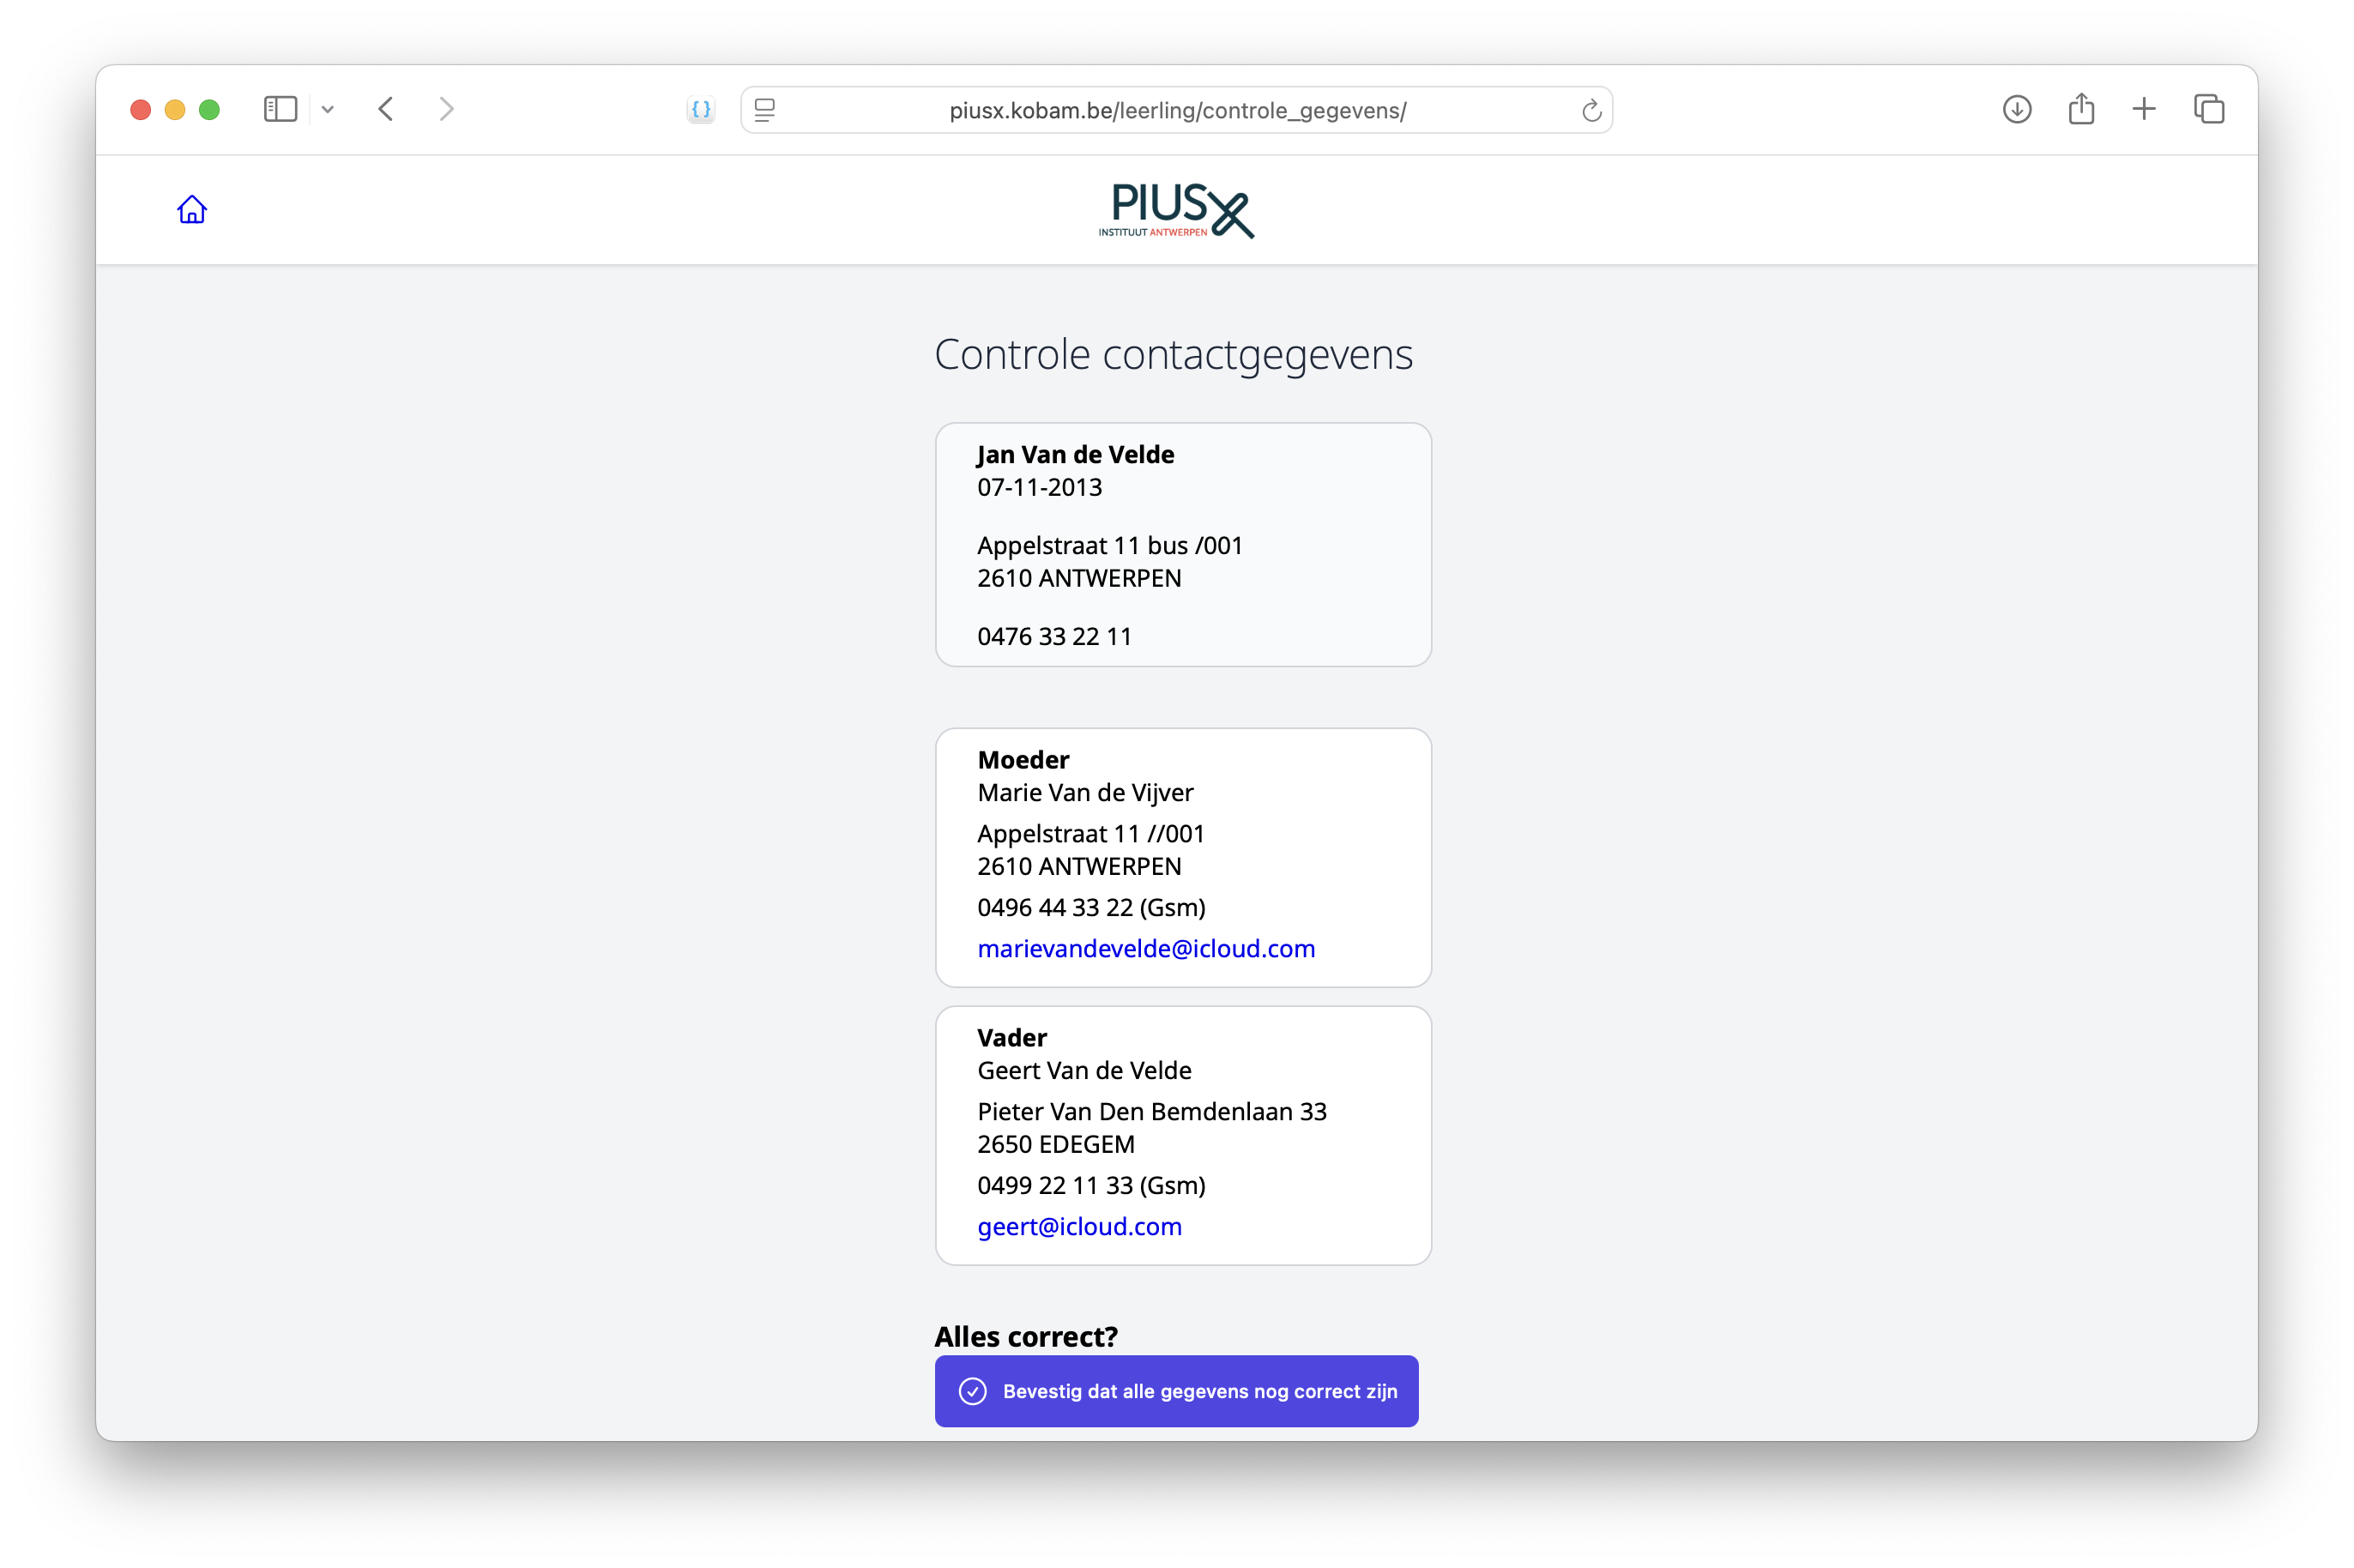 piusx.kobam.be/leerling/controle_gegevens/
PIUSX
INSTITUUT ANTWERPEN
Controle contactgegevens
Jan Van de Velde
07-11-2013
Appelstraat 11 bus /001
2610 ANTWERPEN
0476 33 22 11
Moeder
Marie Van de Vijver
Appelstraat 11 //001
2610 ANTWERPEN
0496 44 33 22 (Gsm)
marievandevelde@icloud.com
Vader
Geert Van de Velde
Pieter Van Den Bemdenlaan 33
2650 EDEGEM
0499 22 11 33 (Gsm)
geert@icloud.com
Alles correct?
Bevestig dat alle gegevens nog correct zijn